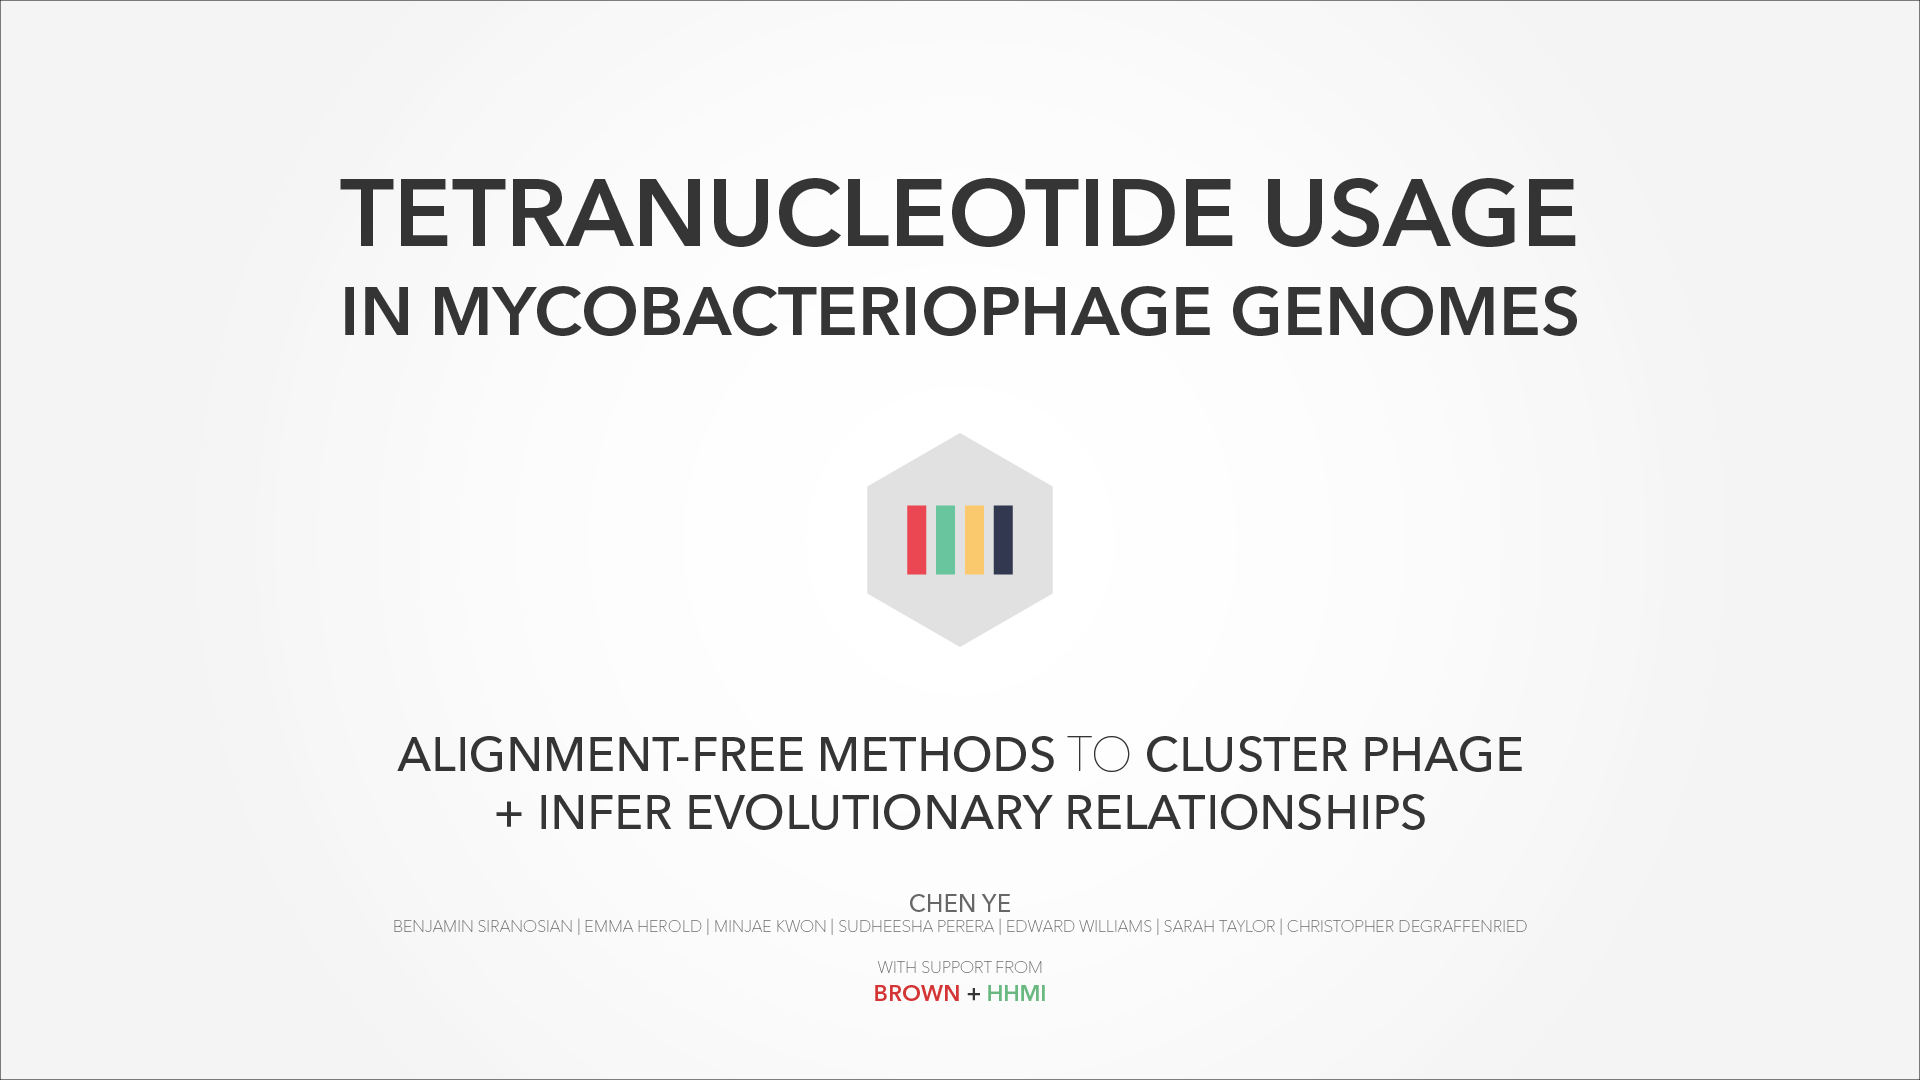 TETRANUCLEOTIDE USAGE
IN MYCOBACTERIOPHAGE GENOMES
ALIGNMENT-FREE METHODS TO CLUSTER PHAGE
+ INFER EVOLUTIONARY RELATIONSHIPS
CHEN YE
BENJAMIN SIRANOSIAN | EMMA HEROLD | MINJAE KWON | SUDHEESHA PERERA | EDWARD WILLIAMS | SARAH TAYLOR | CHRISTOPHER DEGRAFFENRIED
WITH SUPPORT FROM
BROWN + HHMI